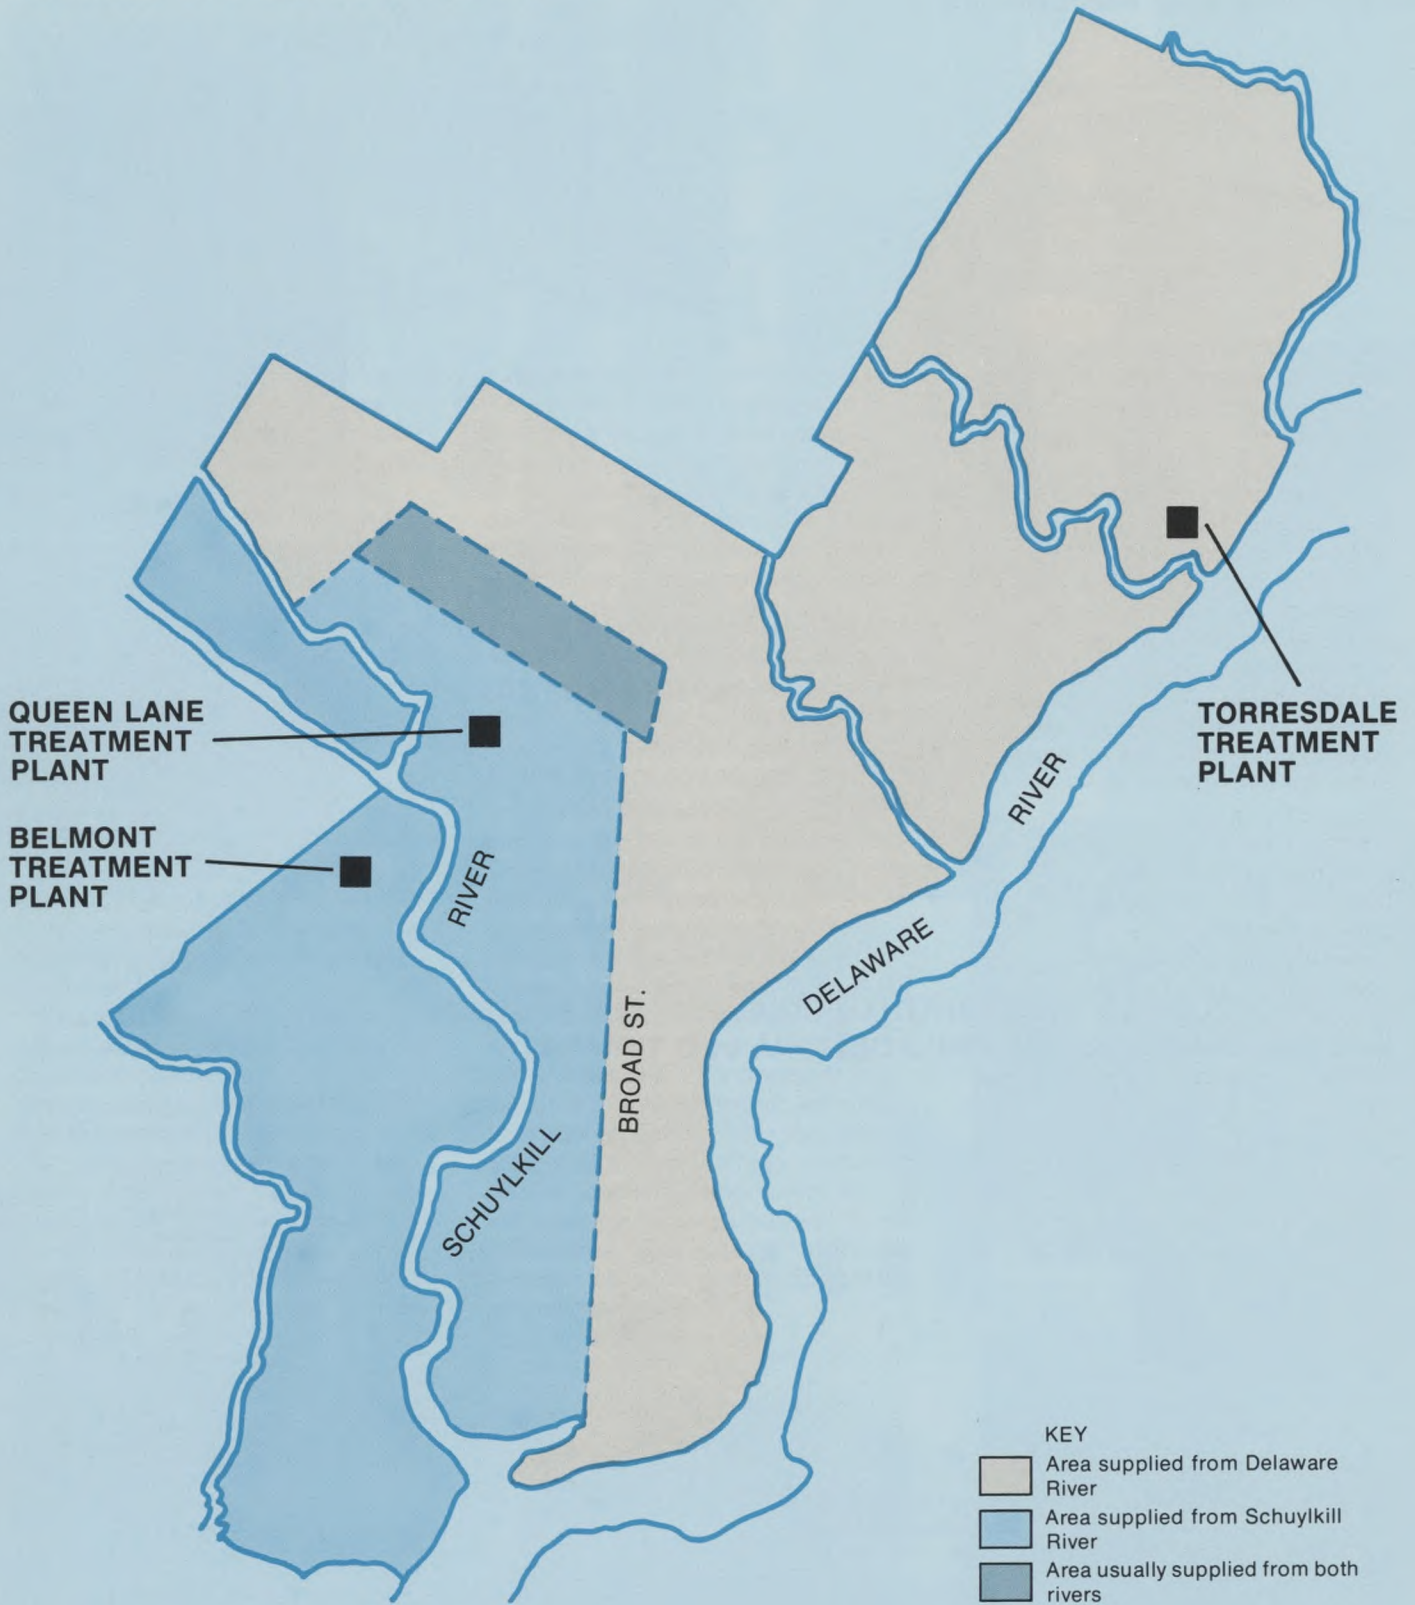 QUEEN LANE
TREATMENT
PLANT
BELMONT
TREATMENT
PLANT
TORRESDALE
TREATMENT
PLANT
RIVER
SCHUYLKILL
BROAD ST.
DELAWARE
RIVER
KEY
Area supplied from Delaware
River
Area supplied from Schuylkill
River
Area usually supplied from both
rivers